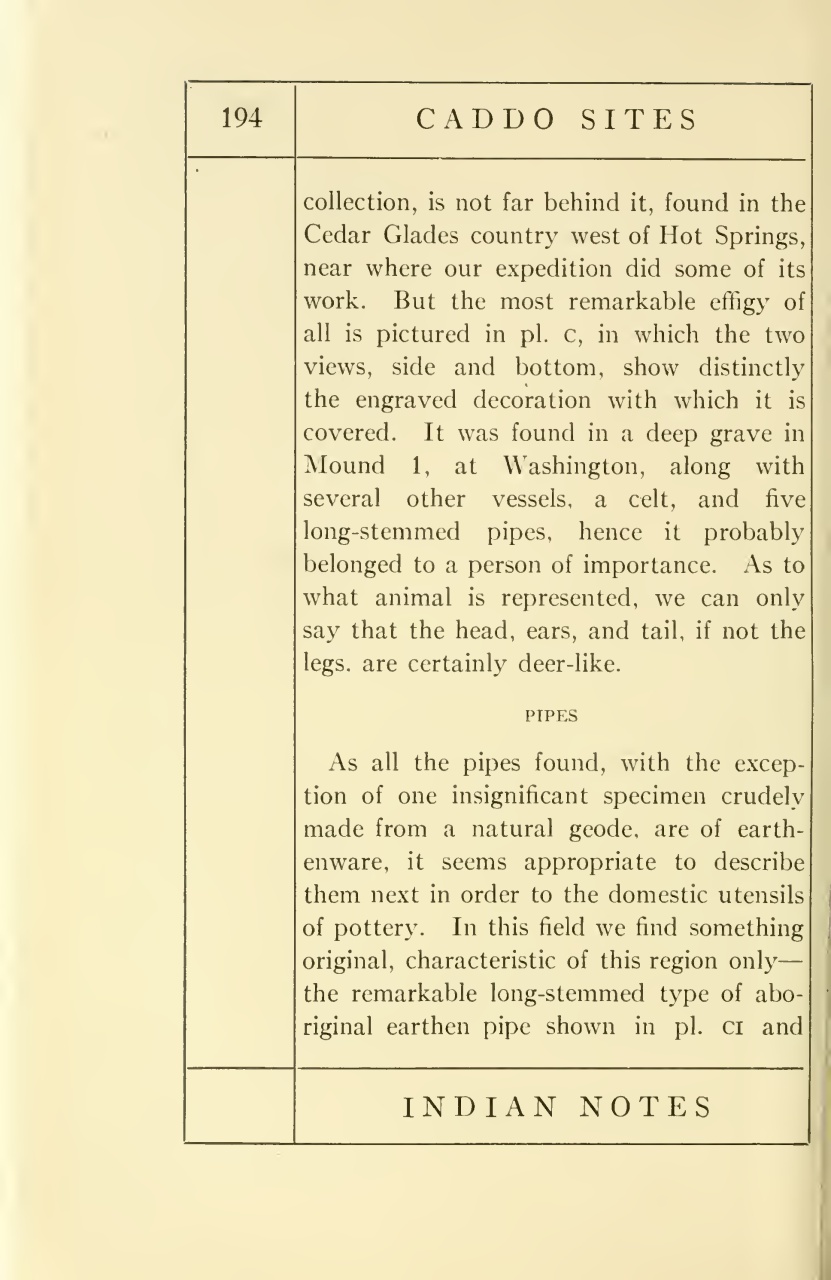 194
CADDO SITES
collection, is not far behind it, found in the
Cedar Glades country west of Hot Springs,
near where our expedition did some of its
work. But the most remarkable effigy of
all is pictured in pl. C, in which the two
views, side and bottom, show distinctly
the engraved decoration with which it is
covered. It was found in a deep grave in
Mound 1, at Washington, along with
several other vessels, a celt, and five
long-stemmed pipes, hence it probably
belonged to a person of importance. As to
what animal is represented, we can only
say that the head, ears, and tail, if not the
legs. are certainly deer-like.
PIPES
As all the pipes found, with the excep-
tion of one insignificant specimen crudely
made from a natural geode, are of earth-
enware, it seems appropriate to describe
them next in order to the domestic utensils
of pottery. In this field we find something
original, characteristic of this region only—
the remarkable long-stemmed type of abo-
riginal earthen pipe shown in pl. CI and
INDIAN NOTES